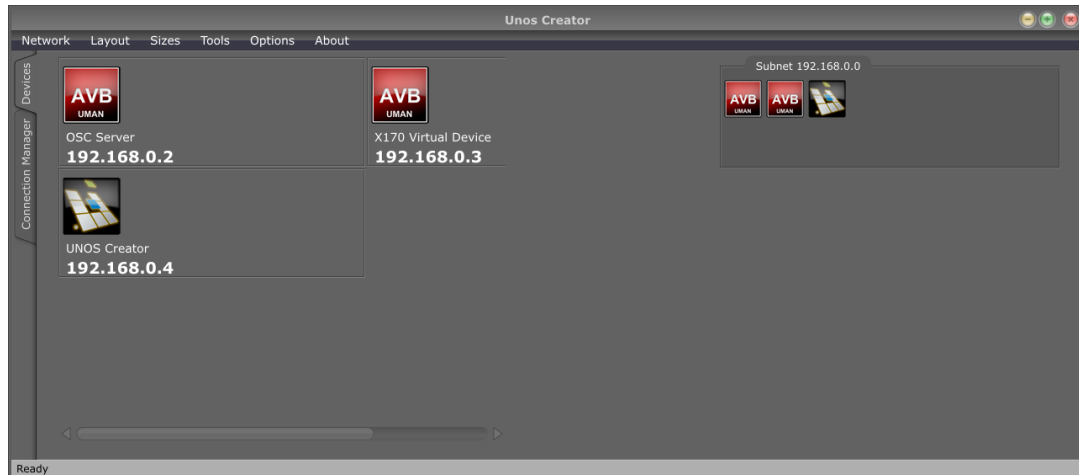 Unos Creator
Network Layout Sizes Tools Options About
Devices
Connection Manager
AVB
UMAN
OSC Server
192.168.0.2
AVB
UMAN
X170 Virtual Device
192.168.0.3
UNOS Creator
192.168.0.4
Subnet 192.168.0.0
AVB
UMAN
AVB
UMAN
Ready